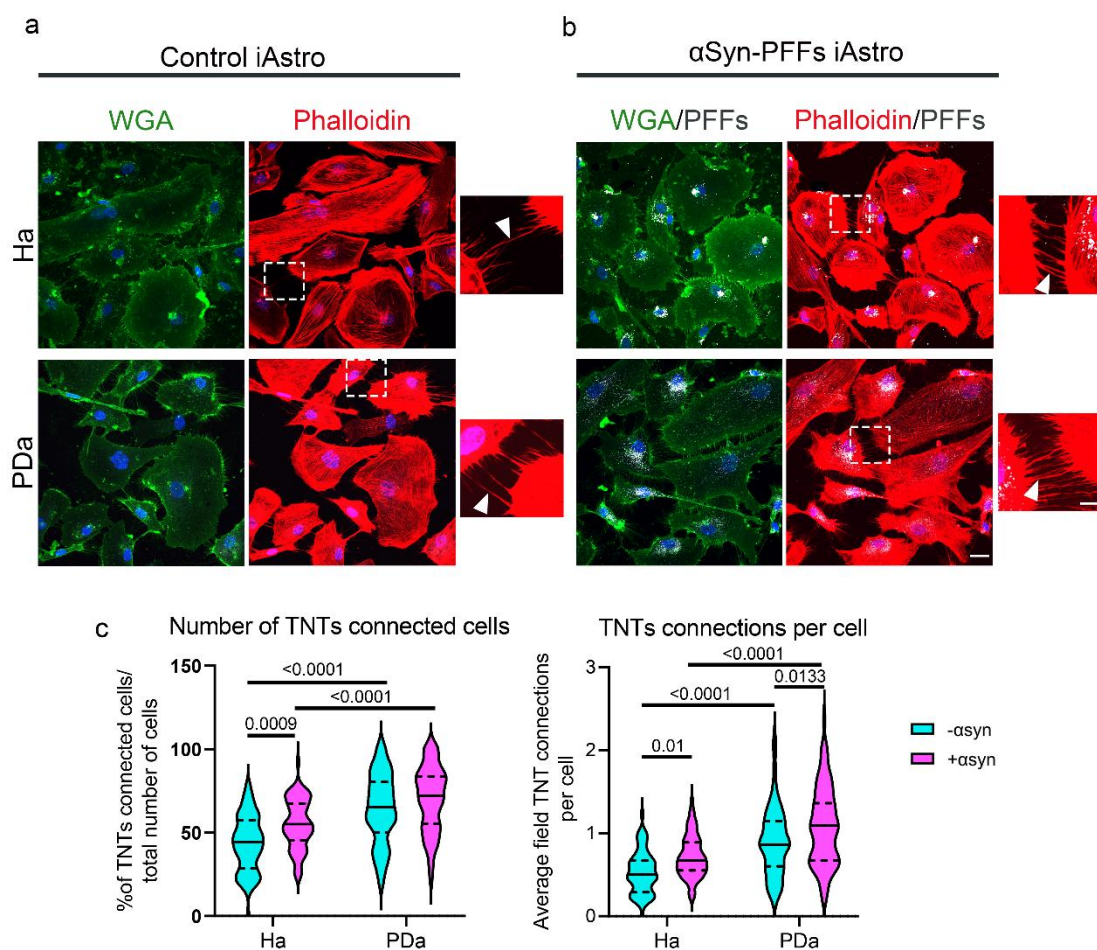 a
Control iAstro
WGA
Phalloidin
Ha
PDa
b
αSyn-PFFs iAstro
WGA/PFFs
Phalloidin/PFFs
c
Number of TNTs connected cells
%of TNTs connected cells/
total number of cells
150
100
50
0
<0.0001
<0.0001
0.0009
Ha
PDa
TNTs connections per cell
Average field TNT connections
per cell
3
2
1
0
<0.0001
<0.0001
0.0133
0.01
Ha
PDa
-αsyn
+αsyn